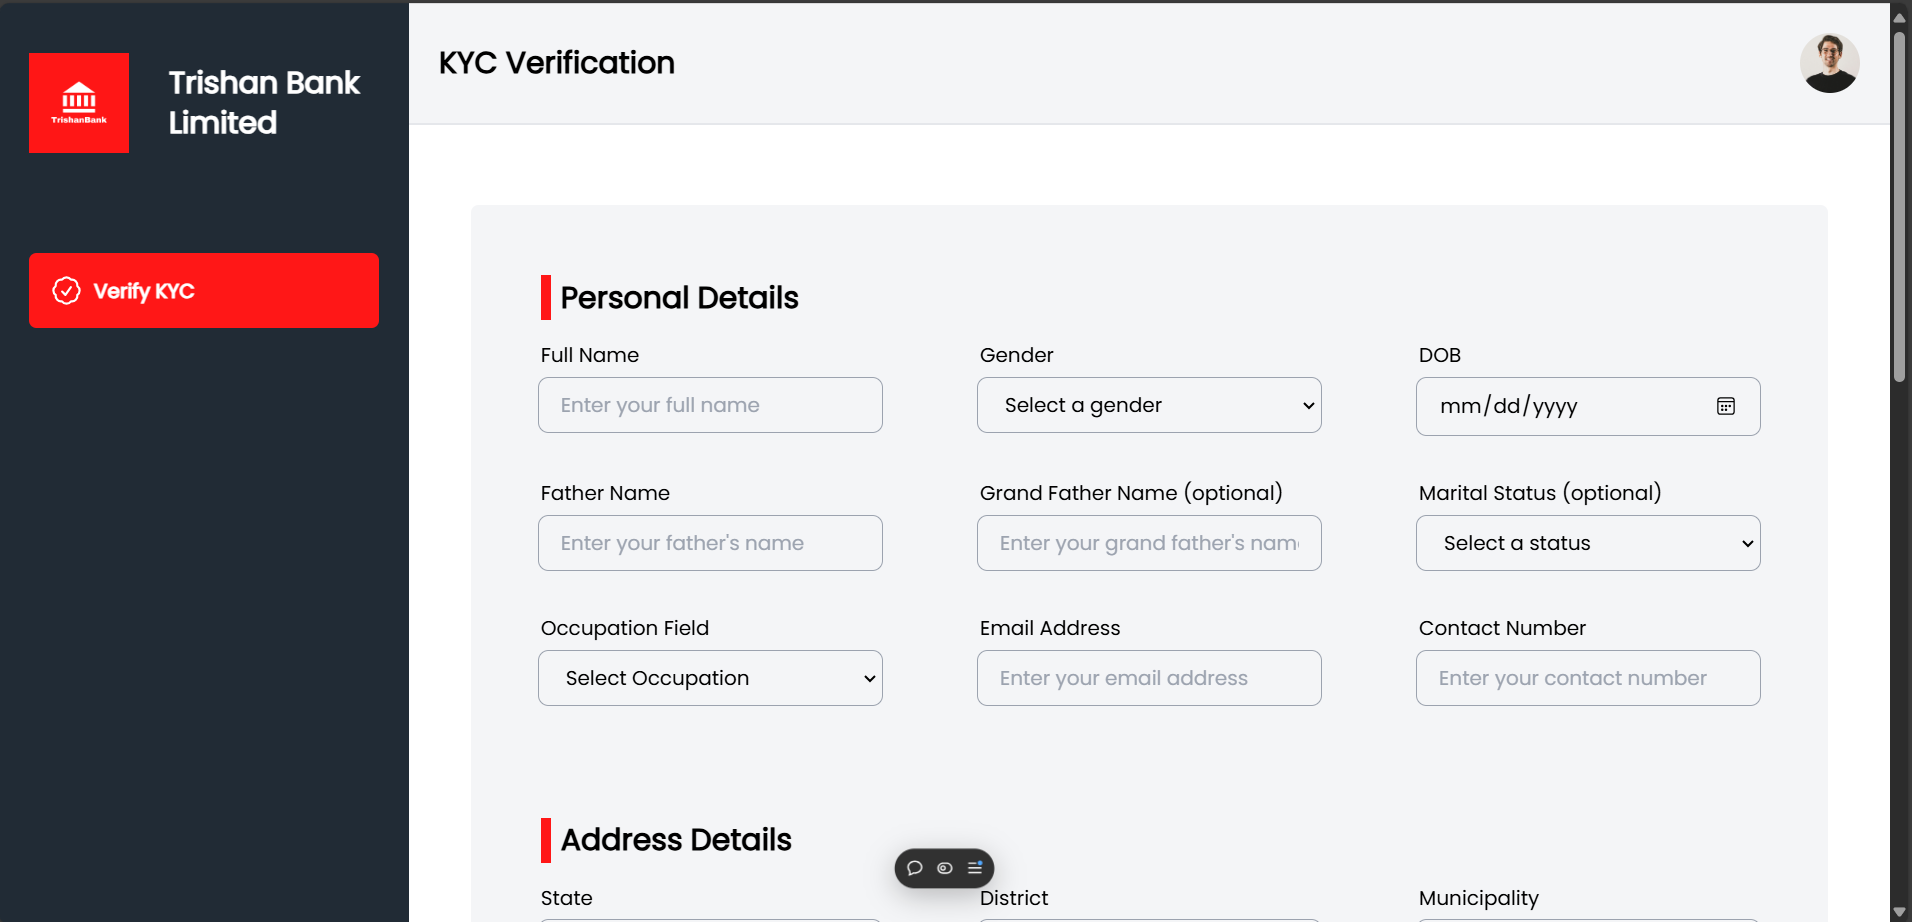 TrishanBank
Trishan Bank
Limited
Verify KYC
KYC Verification
Personal Details
Full Name
Enter your full name
Gender
Select a gender
DOB
mm/dd/yyyy
Father Name
Enter your father's name
Grand Father Name (optional)
Enter your grand father's nam
Marital Status (optional)
Select a status
Occupation Field
Select Occupation
Email Address
Enter your email address
Contact Number
Enter your contact number
Address Details
State
District
Municipality